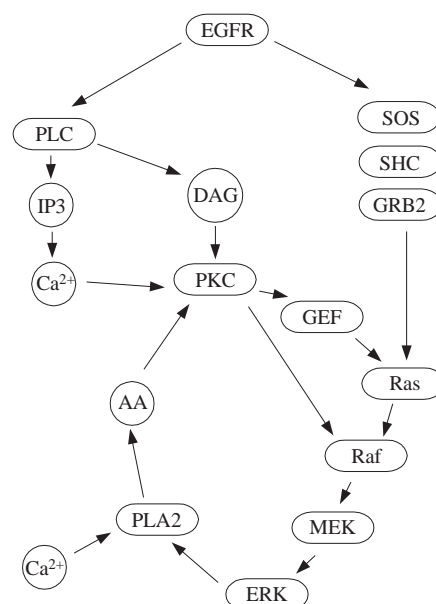 EGFR
SOS
PLC
SHC
DAG
IP3
GRB2
Ca²⁺
PKC
GEF
Ras
AA
Raf
PLA2
MEK
Ca²⁺
ERK